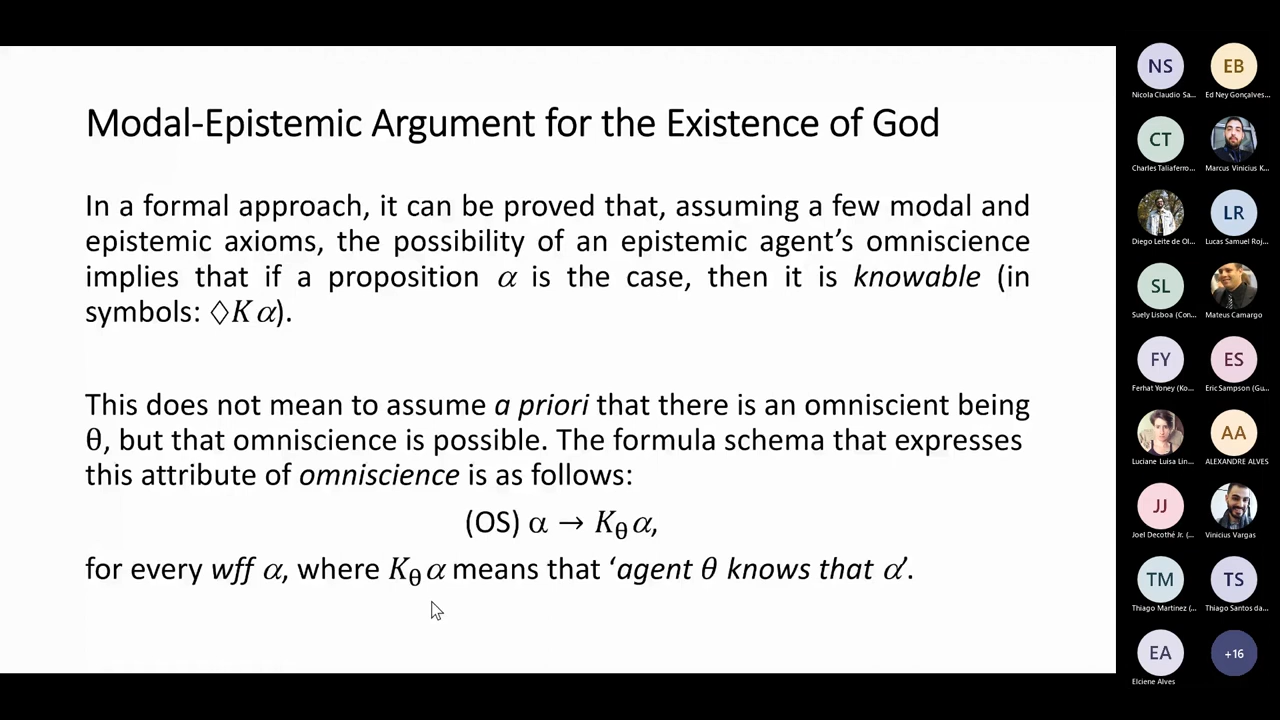 Modal-Epistemic Argument for the Existence of God
In a formal approach, it can be proved that, assuming a few modal and
epistemic axioms, the possibility of an epistemic agent’s omniscience
implies that if a proposition α is the case, then it is knowable (in
symbols: ◇K α).
This does not mean to assume a priori that there is an omniscient being
θ, but that omniscience is possible. The formula schema that expresses
this attribute of omniscience is as follows:
(OS) α → K_θ α,
for every wff α, where K_θ α means that ‘agent θ knows that α’.
NS
Nicola Claudio Sa...
EB
Ed Ney Gonçalves...
CT
Charles Taliaferro...
Marcus Vinicius K...
Diego Leite de Ol...
LR
Lucas Samuel Roj...
SL
Suely Lisboa (Con...
Mateus Camargo
FY
Ferhat Yoney (Ko...
ES
Eric Sampson (Gu...
Luciane Luisa Lin...
AA
ALEXANDRE ALVES
JJ
Joel Decothé Jr. (...
Vinicius Vargas
TM
Thiago Martinez (...
TS
Thiago Santos da...
EA
Elciene Alves
+16